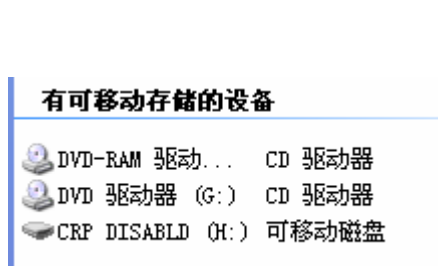 有可移动存储的设备
DVD-RAM 驱动... CD 驱动器
DVD 驱动器 (G:) CD 驱动器
CRP DISABLD (H:) 可移动磁盘